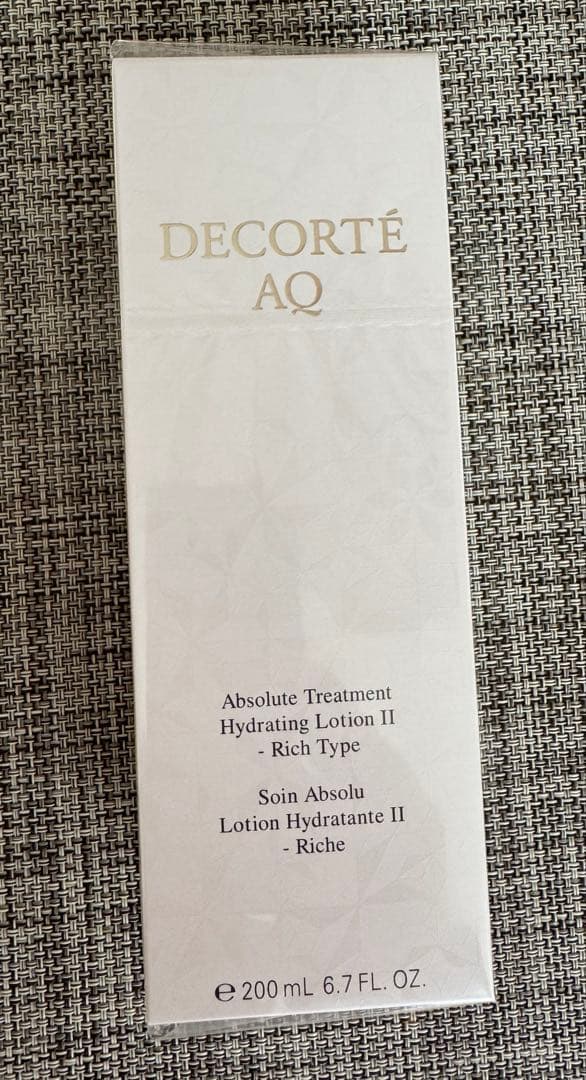 DECORTÉ
AQ
Absolute Treatment
Hydrating Lotion II
- Rich Type
Soin Absolu
Lotion Hydratante II
- Riche
℮ 200 mL 6.7 FL. OZ.